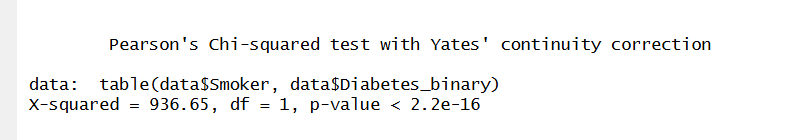 Pearson's Chi-squared test with Yates' continuity correction
data:  table(data$Smoker, data$Diabetes_binary)
X-squared = 936.65, df = 1, p-value < 2.2e-16